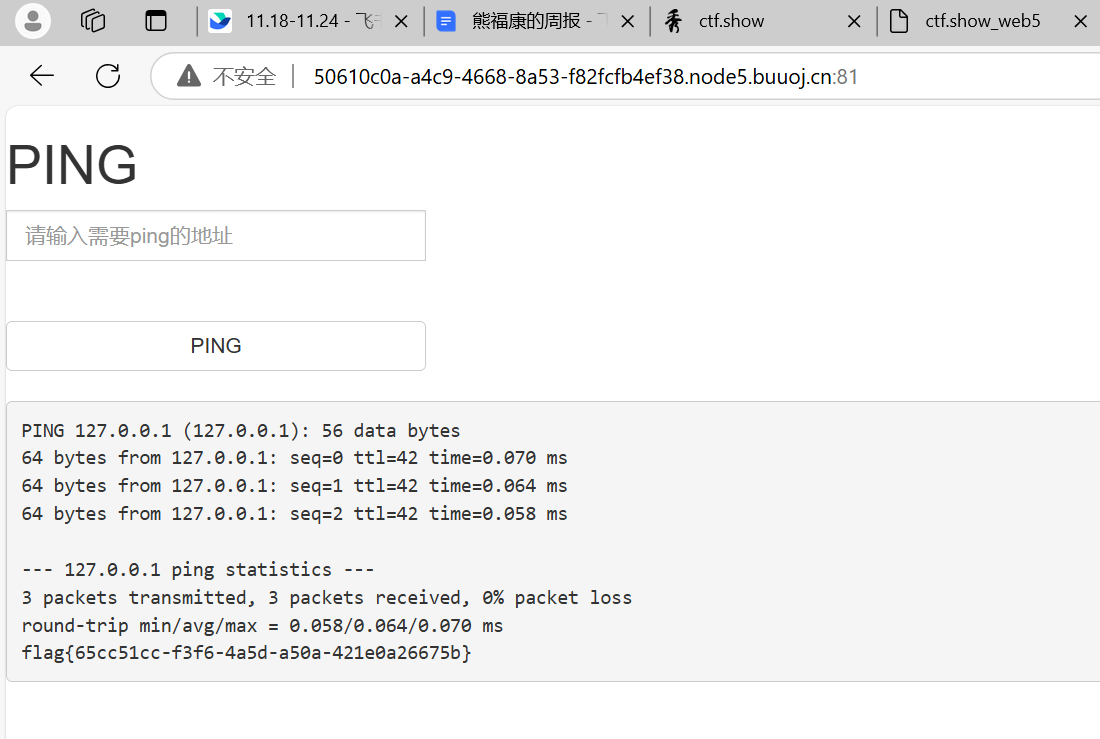 11.18-11.24 - 飞
熊福康的周报 -
ctf.show
ctf.show_web5
不安全
50610c0a-a4c9-4668-8a53-f82fcfb4ef38.node5.buuoj.cn:81
PING
请输入需要ping的地址
PING
PING 127.0.0.1 (127.0.0.1): 56 data bytes
64 bytes from 127.0.0.1: seq=0 ttl=42 time=0.070 ms
64 bytes from 127.0.0.1: seq=1 ttl=42 time=0.064 ms
64 bytes from 127.0.0.1: seq=2 ttl=42 time=0.058 ms
--- 127.0.0.1 ping statistics ---
3 packets transmitted, 3 packets received, 0% packet loss
round-trip min/avg/max = 0.058/0.064/0.070 ms
flag{65cc51cc-f3f6-4a5d-a50a-421e0a26675b}